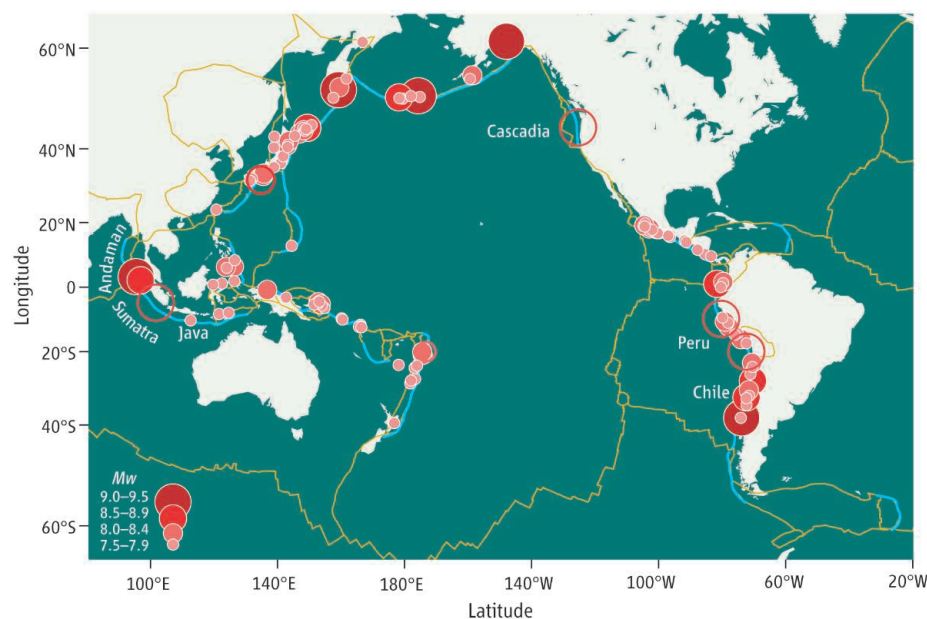 60°N
40°N
20°N
0
20°S
40°S
60°S
Longitude
Cascadia
Andaman
Sumatra
Java
Peru
Chile
Mw
9.0–9.5
8.5–8.9
8.0–8.4
7.5–7.9
100°E
140°E
180°E
140°W
100°W
60°W
20°W
Latitude